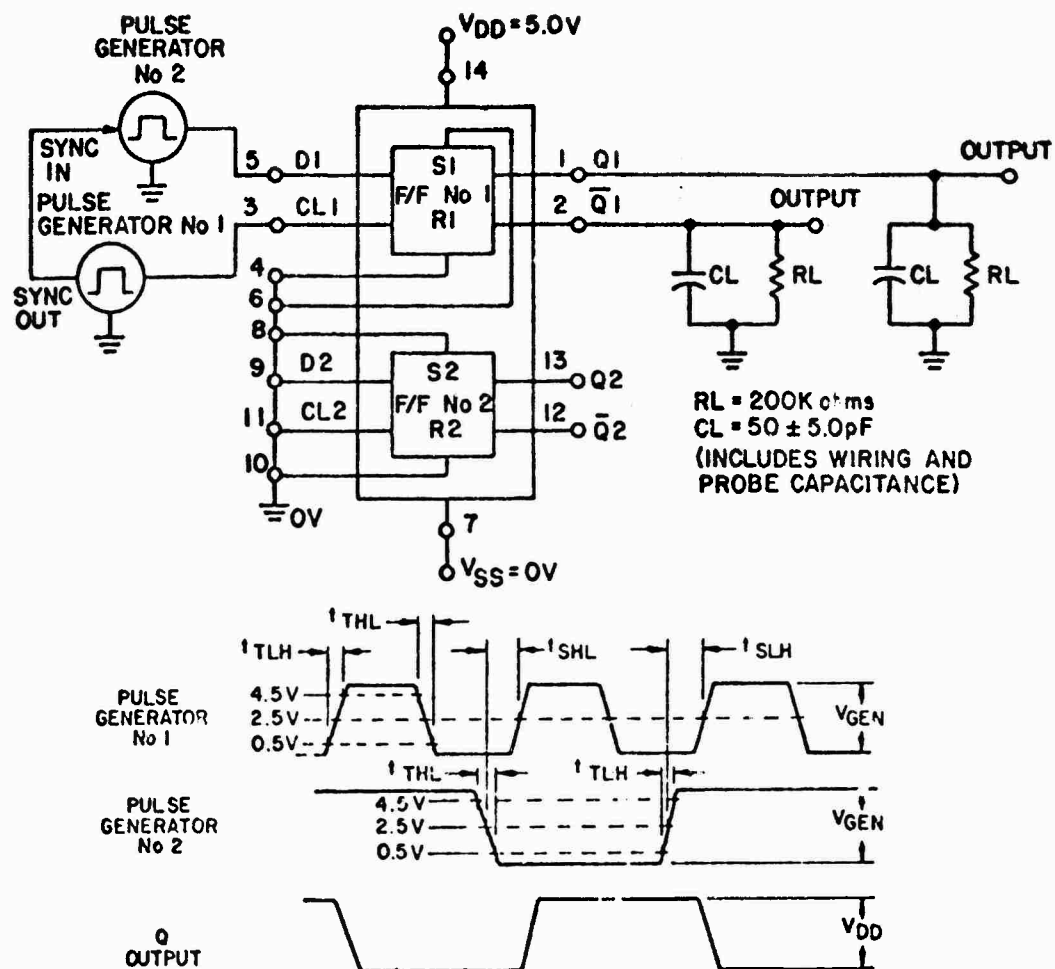 PULSE
GENERATOR
No 2
VDD = 5.0V
14
SYNC
IN
PULSE
GENERATOR No 1
SYNC
OUT
5 D1
3 CL1
4
6
8
9 D2
11 CL2
10
0V
S1
F/F No 1
R1
S2
F/F No 2
R2
1 Q1
2 Q̅1
13 Q2
12 Q̅2
7
VSS = 0V
OUTPUT
OUTPUT
CL RL
CL RL
RL = 200K ohms
CL = 50 ± 5.0pF
(INCLUDES WIRING AND
PROBE CAPACITANCE)
tTHL
tTLH
tSHL
tSLH
PULSE
GENERATOR
No 1
4.5V
2.5V
0.5V
VGEN
tTHL
tTLH
PULSE
GENERATOR
No 2
4.5V
2.5V
0.5V
VGEN
Q
OUTPUT
VDD